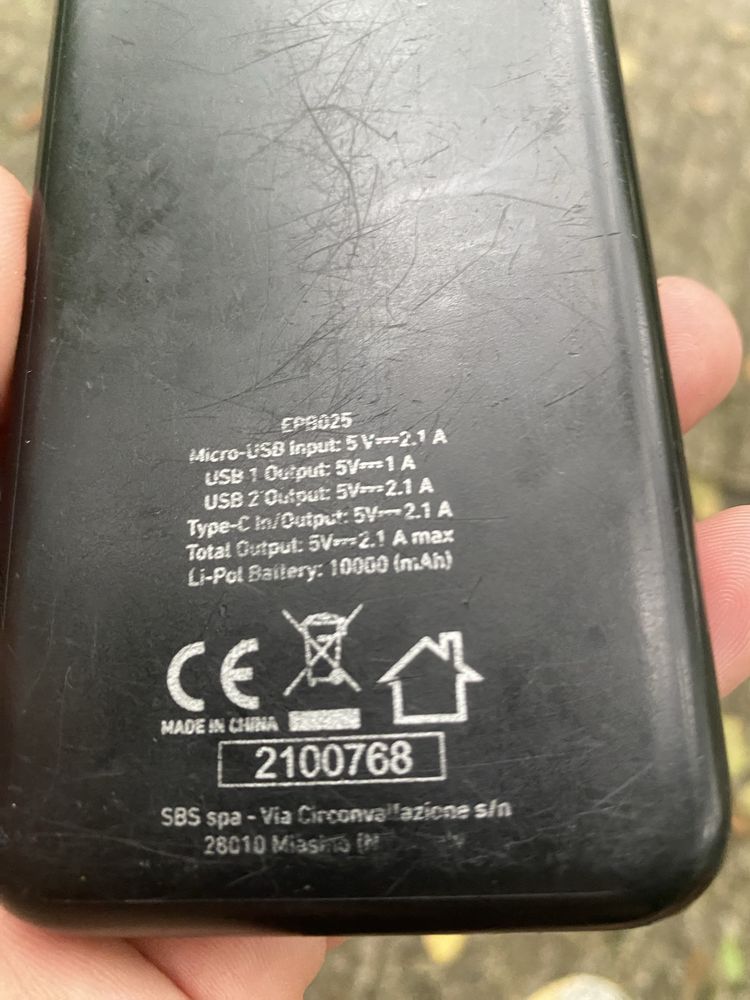 EPB025
Micro-USB Input: 5 V⎓2.1 A
USB 1 Output: 5V⎓1 A
USB 2 Output: 5V⎓2.1 A
Type-C In/Output: 5V⎓2.1 A
Total Output: 5V⎓2.1 A max
Li-Pol Battery: 10000 (mAh)
CE
MADE IN CHINA
2100768
SBS spa - Via Circonvallazione s/n
28010 Miasino